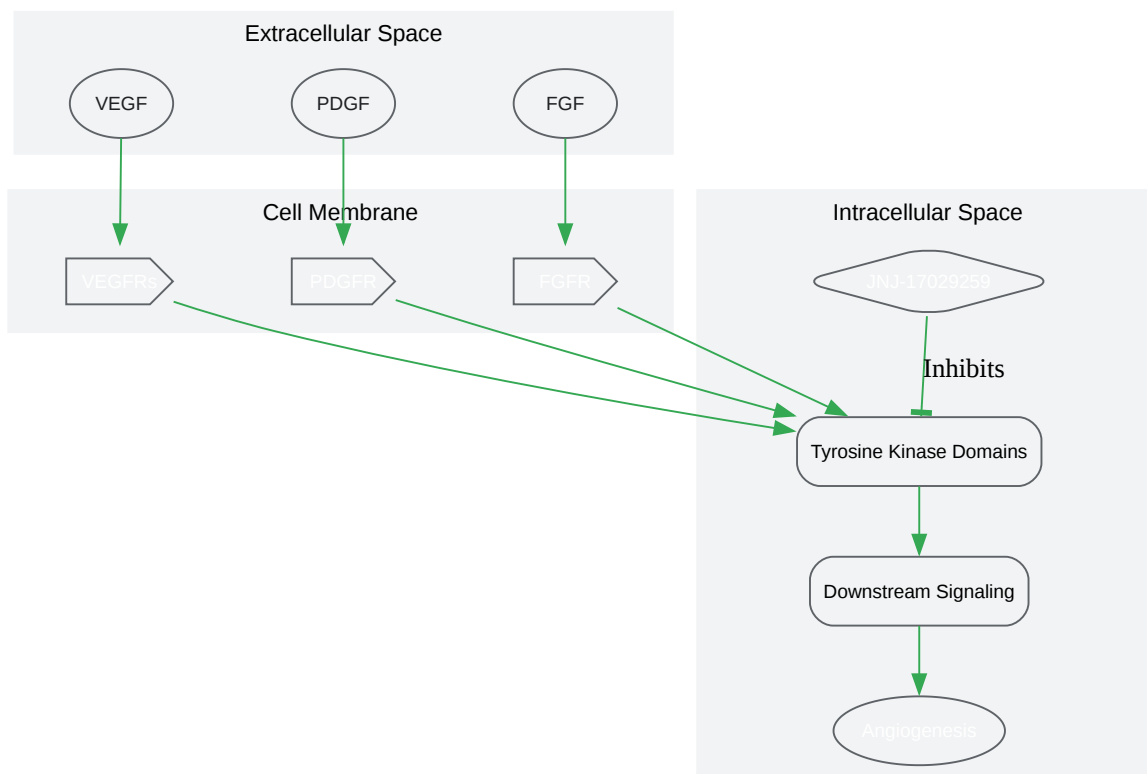 Extracellular Space
VEGF
PDGF
FGF
Cell Membrane
VEGFRs
PDGFR
FGFR
Intracellular Space
JNJ-17029259
Inhibits
Tyrosine Kinase Domains
Downstream Signaling
Angiogenesis